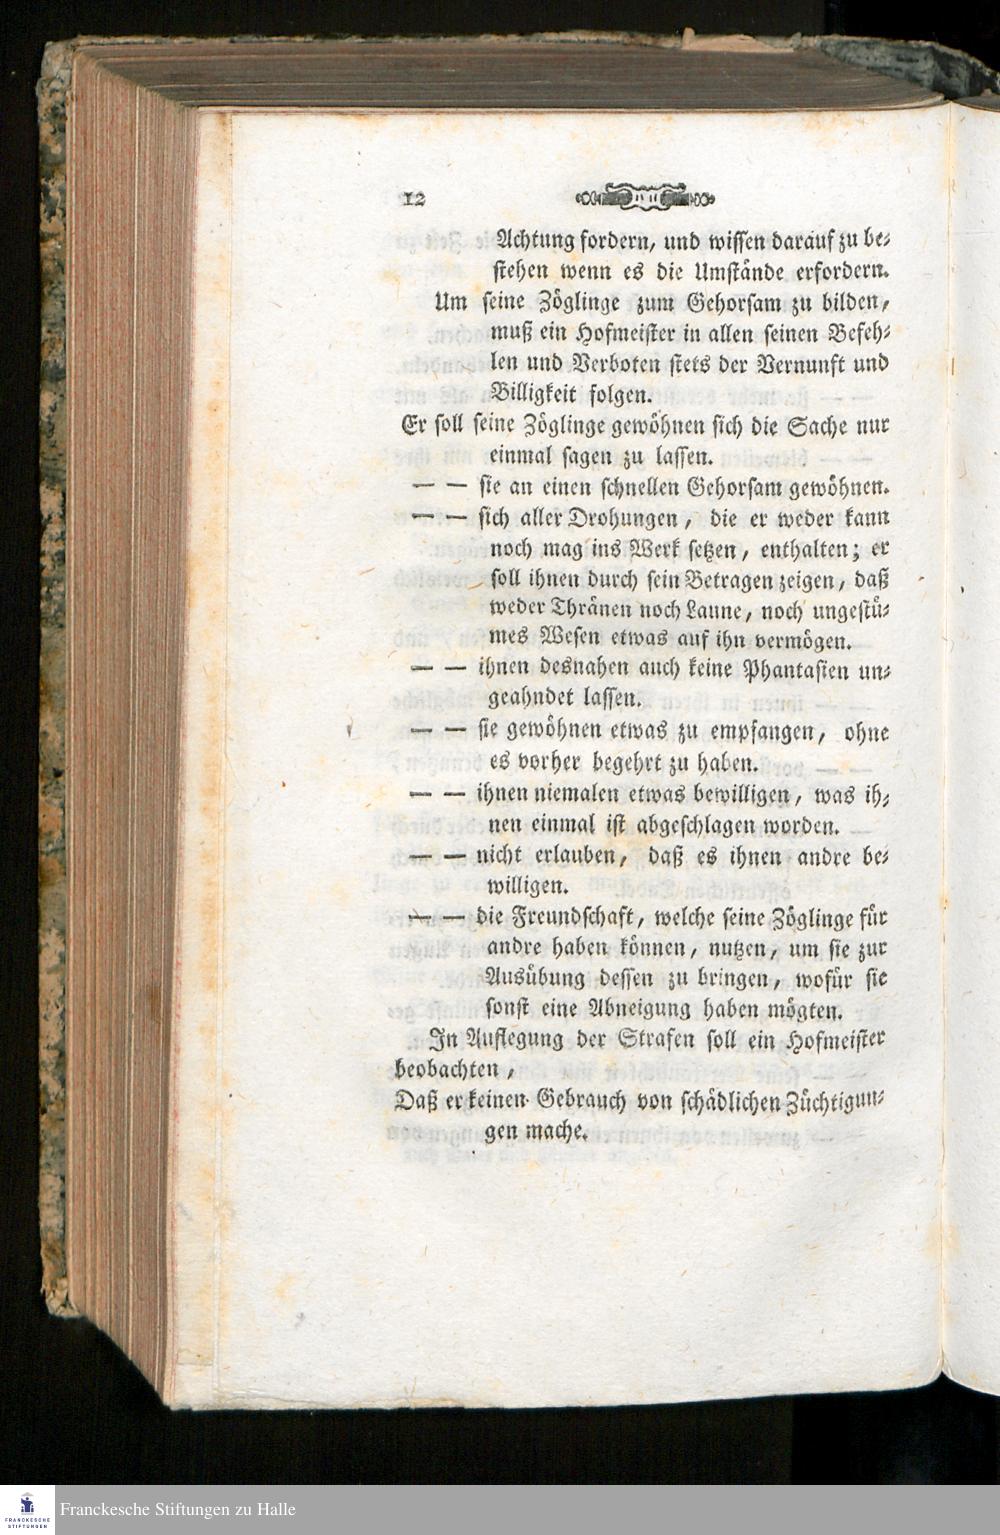 12
Achtung fordern, und wissen darauf zu be⸗
stehen wenn es die Umstände erfordern.
Um seine Zöglinge zum Gehorsam zu bilden,
muß ein Hofmeister in allen seinen Befeh⸗
len und Verboten stets der Vernunft und
Billigkeit folgen.
Er soll seine Zöglinge gewöhnen sich die Sache nur
einmal sagen zu lassen.
— — sie an einen schnellen Gehorsam gewöhnen.
— — sich aller Drohungen, die er weder kann
noch mag ins Werk setzen, enthalten; er
soll ihnen durch sein Betragen zeigen, daß
weder Thränen noch Laune, noch ungestü⸗
mes Wesen etwas auf ihn vermögen.
— — ihnen desnahen auch keine Phantasien un⸗
geahndet lassen.
— — sie gewöhnen etwas zu empfangen, ohne
es vorher begehrt zu haben.
— — ihnen niemalen etwas bewilligen, was ih⸗
nen einmal ist abgeschlagen worden.
— — nicht erlauben, daß es ihnen andre be⸗
willigen.
— — die Freundschaft, welche seine Zöglinge für
andre haben können, nutzen, um sie zur
Ausübung dessen zu bringen, wofür sie
sonst eine Abneigung haben mögten.
In Auflegung der Strafen soll ein Hofmeister
beobachten,
Daß er keinen Gebrauch von schädlichen Züchtigun⸗
gen mache.
FRANCKESCHE
STIFTUNGEN
Franckesche Stiftungen zu Halle